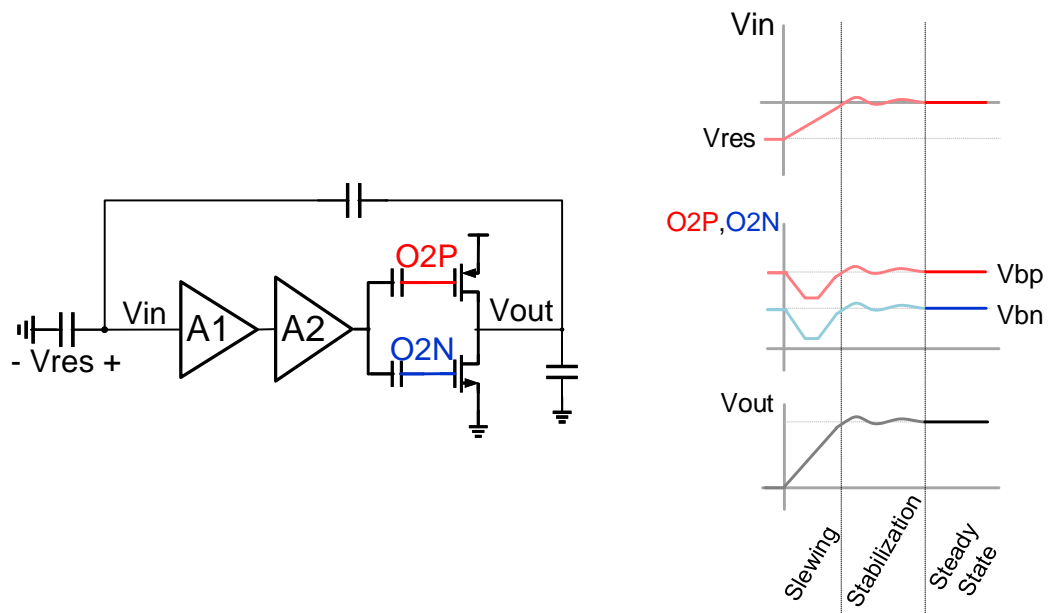 Vin
Vres
O2P,O2N
Vbp
Vbn
O2P
Vin
A1
A2
Vout
O2N
- Vres +
Vout
Slewing
Stabilization
Steady
State